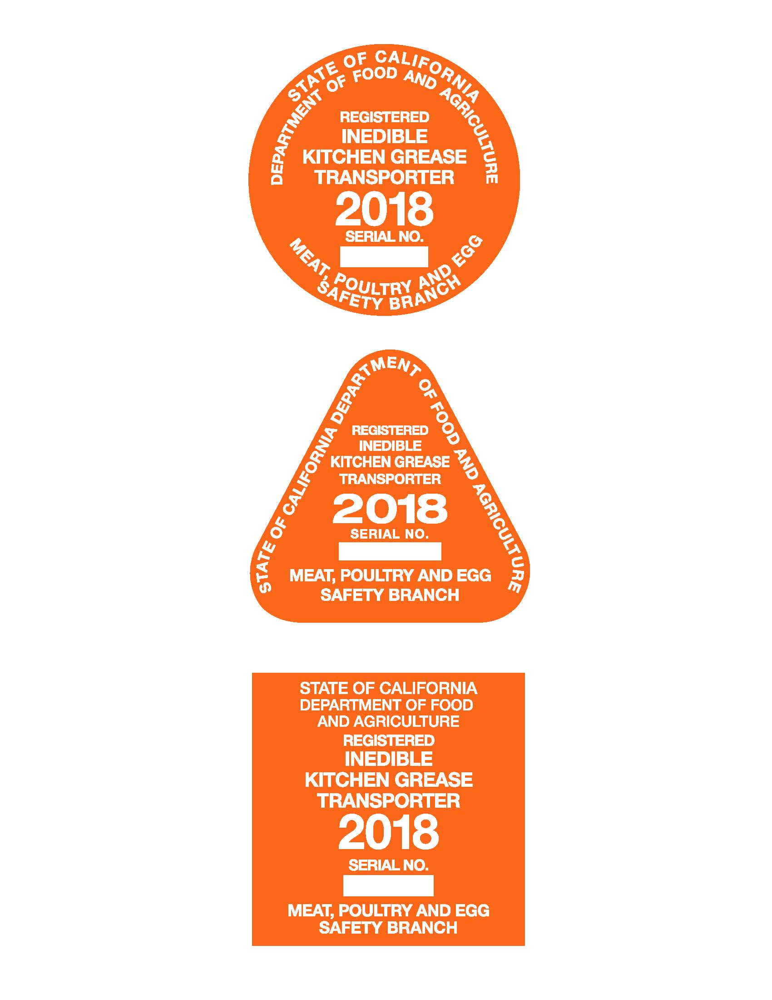 STATE OF CALIFORNIA
DEPARTMENT OF FOOD AND AGRICULTURE
REGISTERED
INEDIBLE
KITCHEN GREASE
TRANSPORTER
2018
SERIAL NO.
MEAT, POULTRY AND EGG
SAFETY BRANCH
STATE OF CALIFORNIA DEPARTMENT OF FOOD AND AGRICULTURE
REGISTERED
INEDIBLE
KITCHEN GREASE
TRANSPORTER
2018
SERIAL NO.
MEAT, POULTRY AND EGG
SAFETY BRANCH
STATE OF CALIFORNIA
DEPARTMENT OF FOOD
AND AGRICULTURE
REGISTERED
INEDIBLE
KITCHEN GREASE
TRANSPORTER
2018
SERIAL NO.
MEAT, POULTRY AND EGG
SAFETY BRANCH